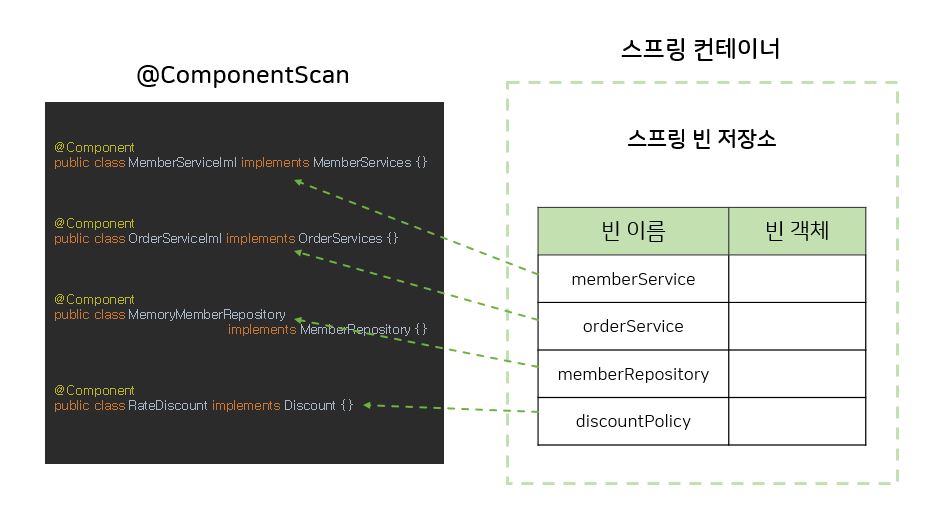 @ComponentScan
@Component
public class MemberServiceIml implements MemberServices {}
@Component
public class OrderServiceIml implements OrderServices {}
@Component
public class MemoryMemberRepository
implements MemberRepository {}
@Component
public class RateDiscount implements Discount {}
스프링 컨테이너
스프링 빈 저장소
빈 이름 빈 객체
memberService
orderService
memberRepository
discountPolicy